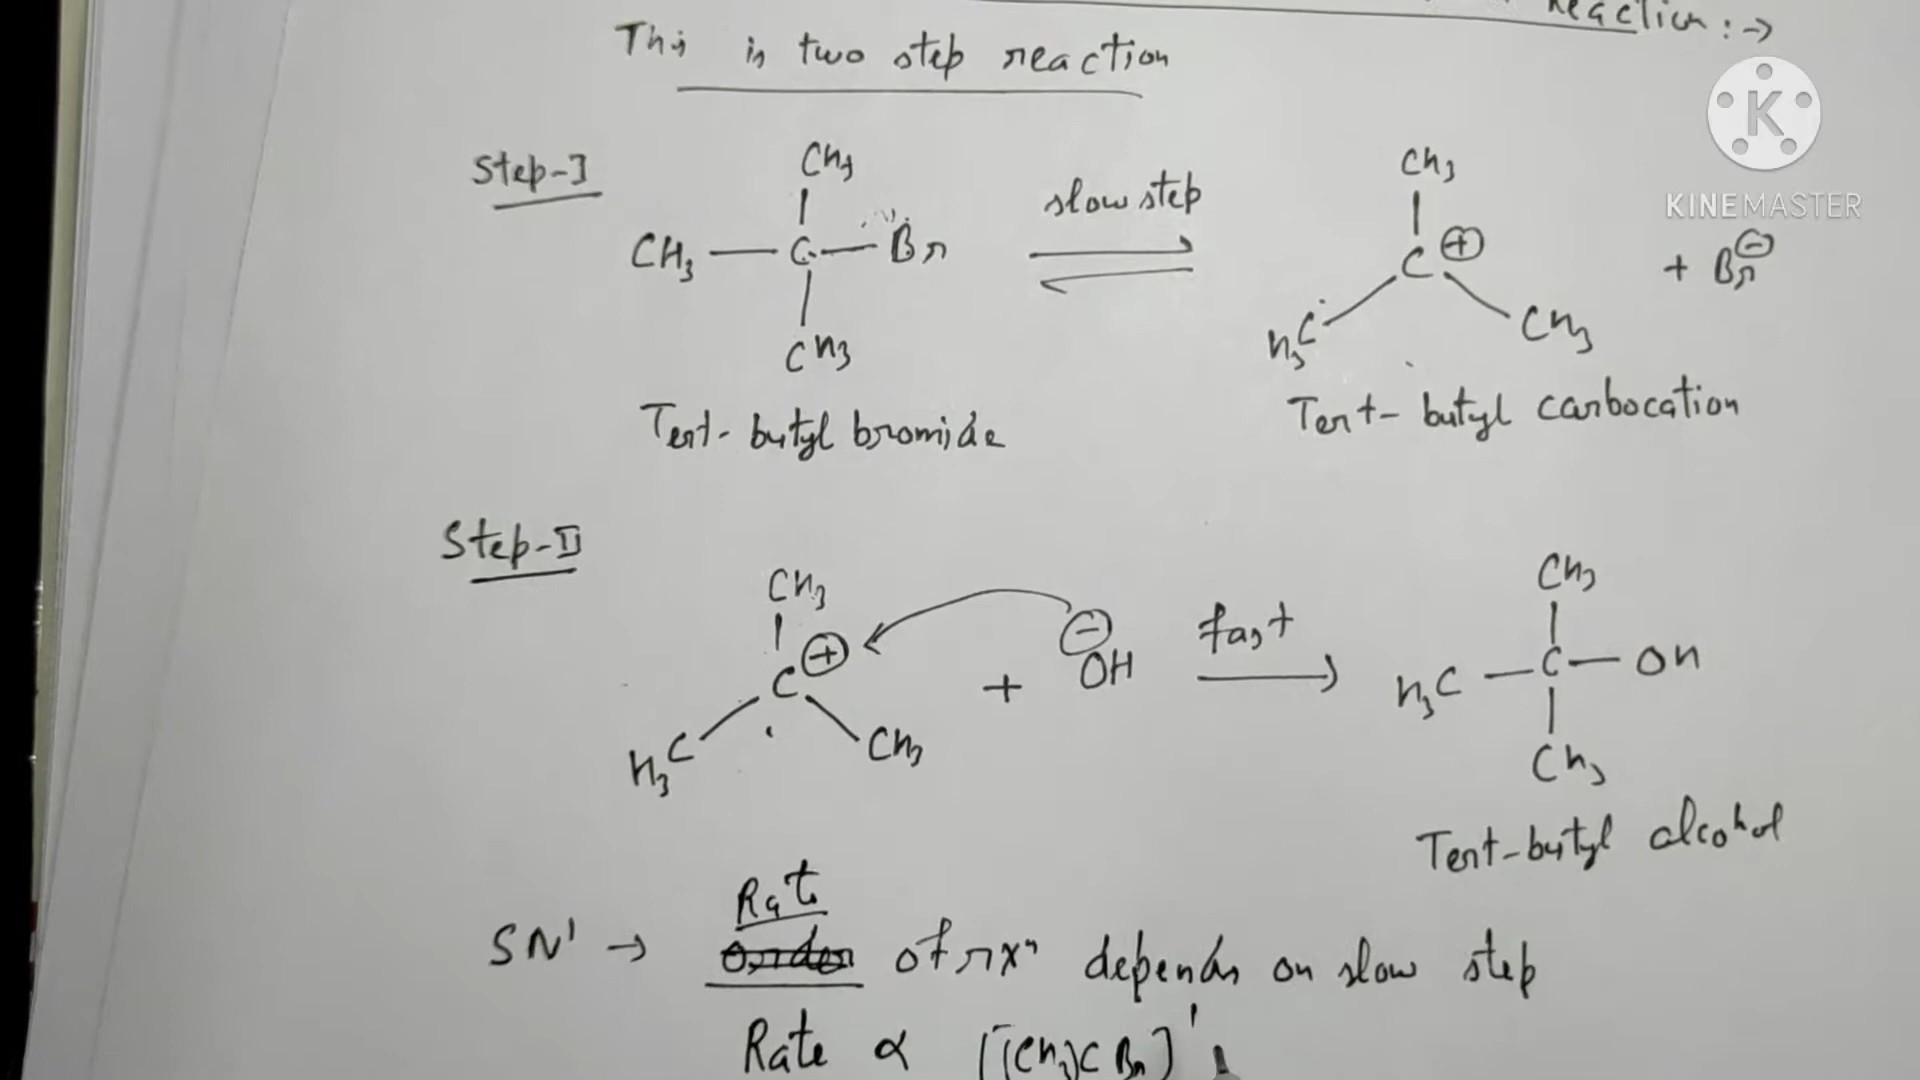 Reaction :→
This is two step reaction
KINEMASTER
Step-I
CH3
CH3 — C — Br
CH3
slow step
CH3
C ⊕
H3C CH3
+ Br⊖
Tert-butyl bromide
Tert-butyl carbocation
Step-II
CH3
C ⊕
H3C CH3
+ ⊖OH
fast
CH3
H3C — C — OH
CH3
Tert-butyl alcohol
Rate
SN1 → Order of rxn depends on slow step
Rate ∝ [(CH3)CBr]1